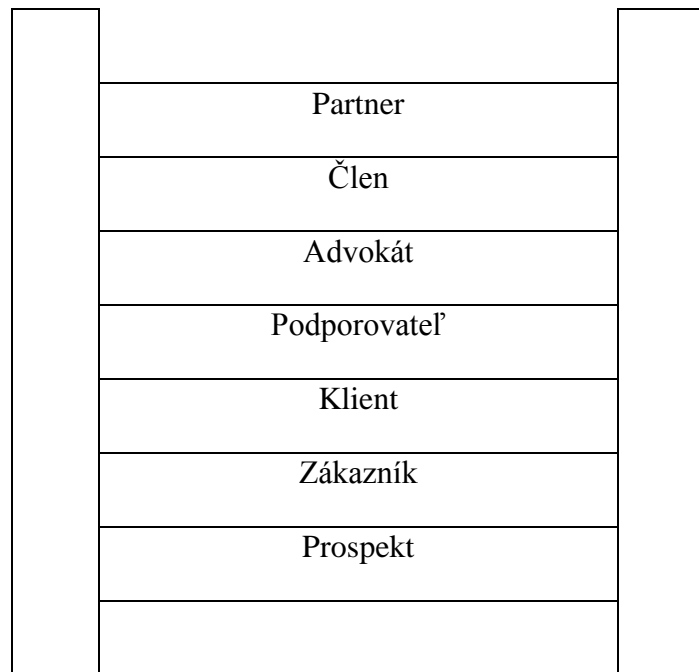 Partner
Člen
Advokát
Podporovateľ
Klient
Zákazník
Prospekt